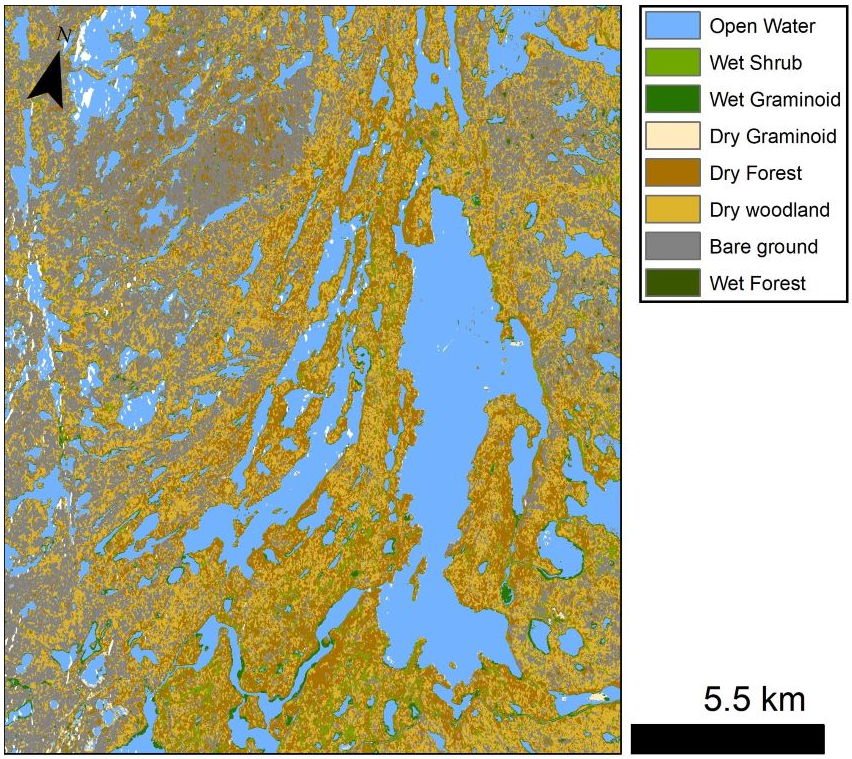 N
Open Water
Wet Shrub
Wet Graminoid
Dry Graminoid
Dry Forest
Dry woodland
Bare ground
Wet Forest
5.5 km